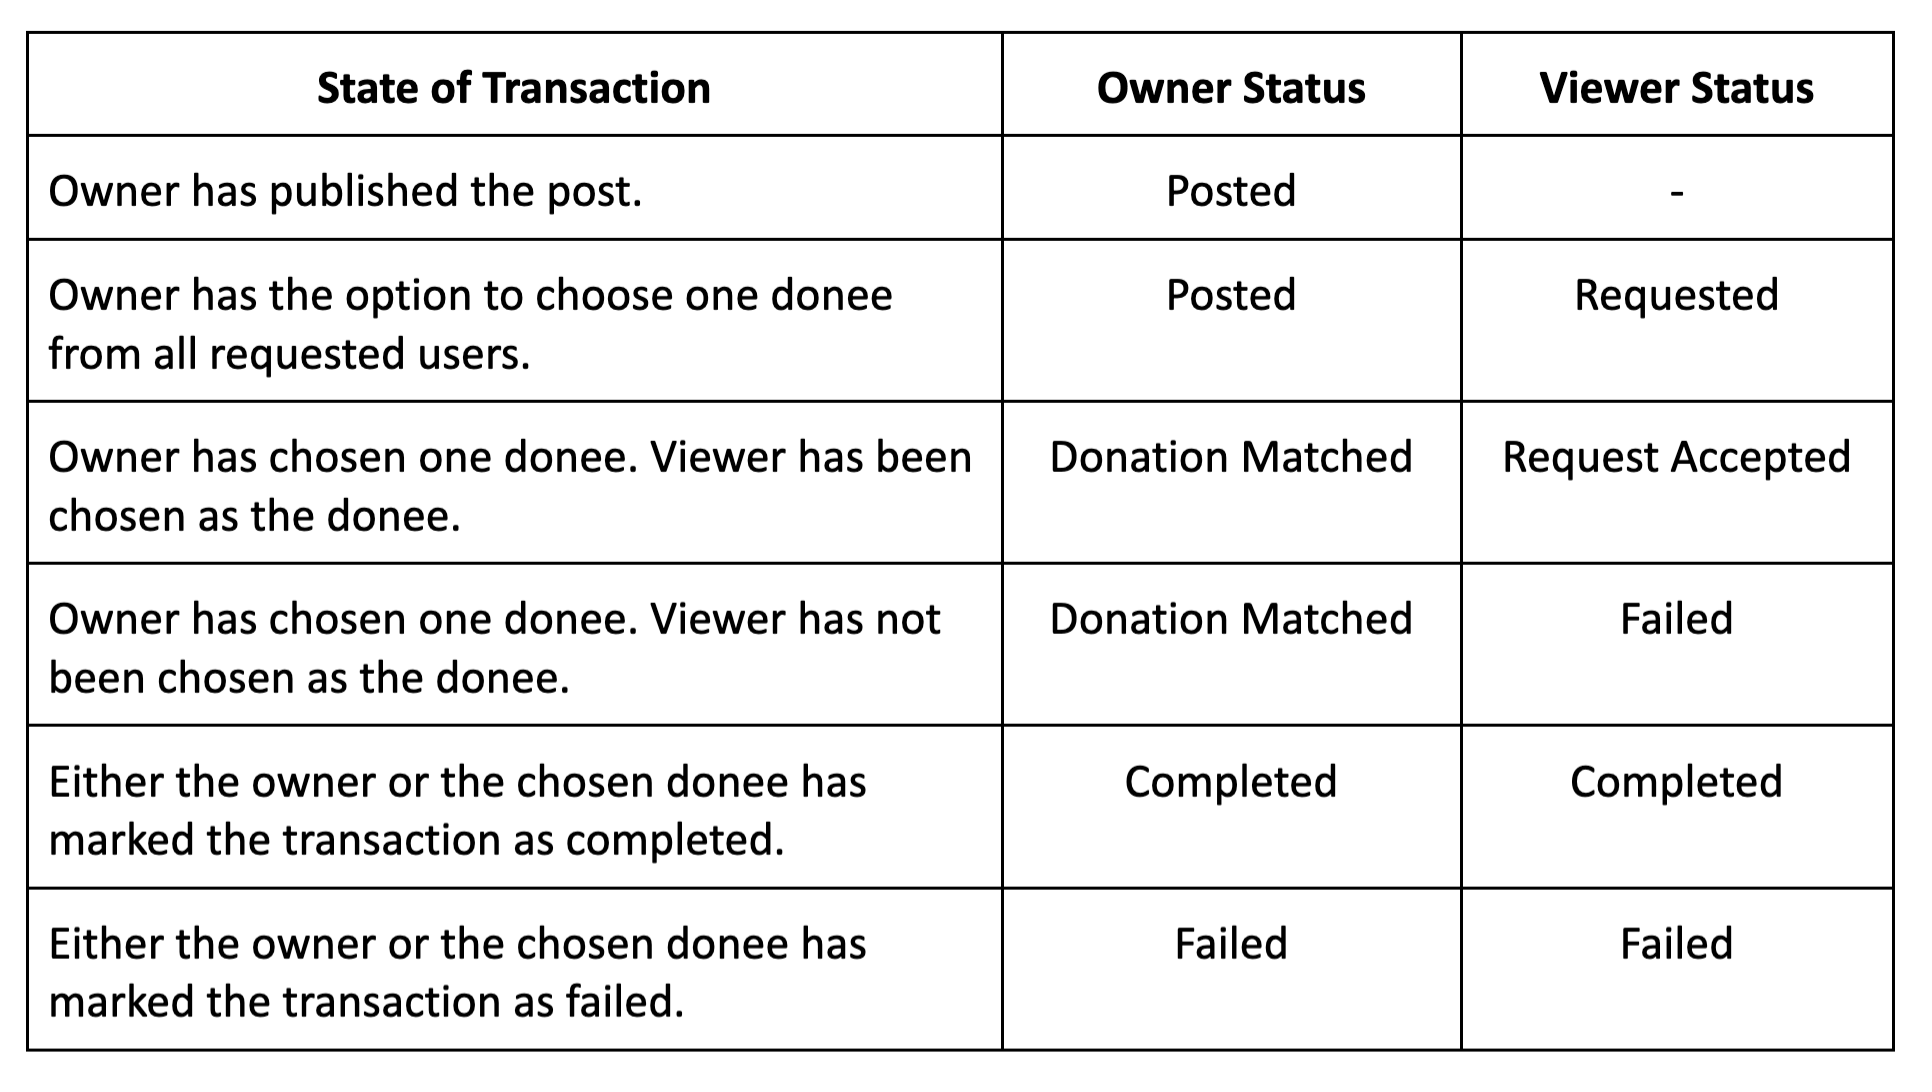 State of Transaction Owner Status Viewer Status
Owner has published the post. Posted -
Owner has the option to choose one donee Posted Requested
from all requested users.
Owner has chosen one donee. Viewer has been Donation Matched Request Accepted
chosen as the donee.
Owner has chosen one donee. Viewer has not Donation Matched Failed
been chosen as the donee.
Either the owner or the chosen donee has Completed Completed
marked the transaction as completed.
Either the owner or the chosen donee has Failed Failed
marked the transaction as failed.